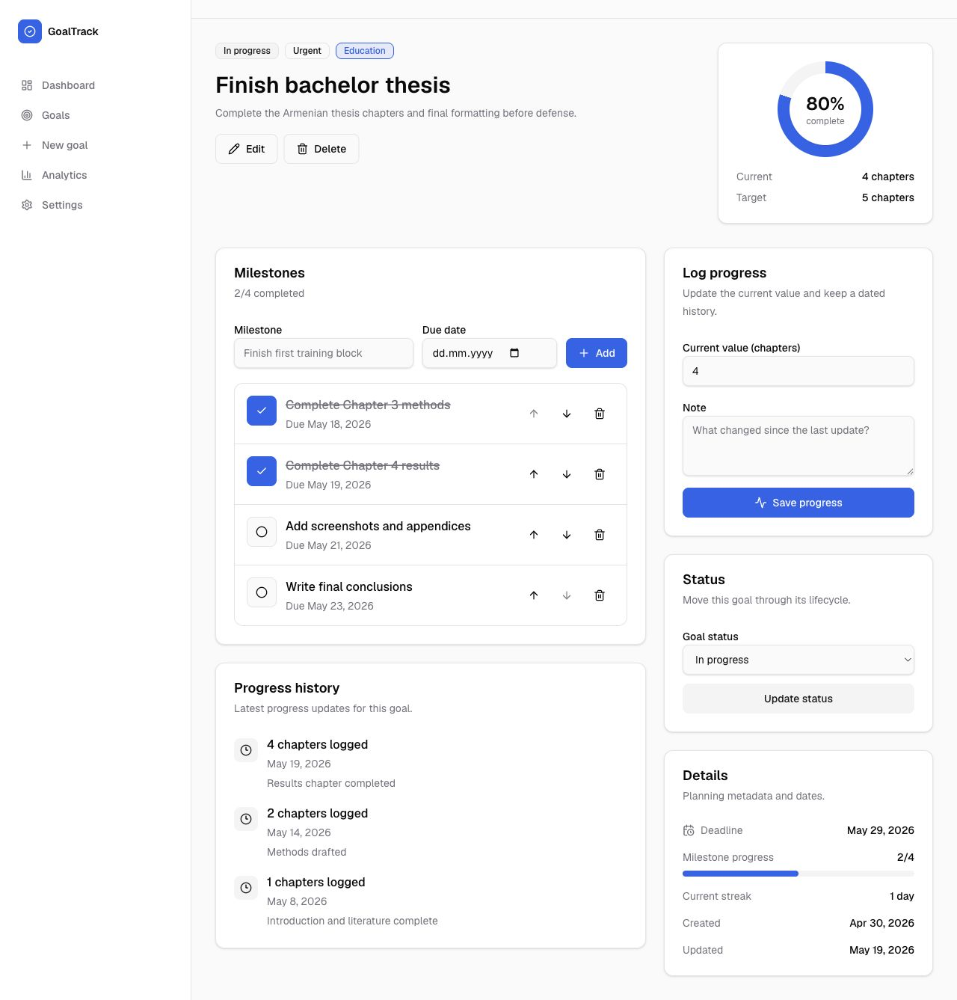 GoalTrack
Dashboard
Goals
New goal
Analytics
Settings
In progress
Urgent
Education
Finish bachelor thesis
Complete the Armenian thesis chapters and final formatting before defense.
Edit
Delete
80%
complete
Current
4 chapters
Target
5 chapters
Milestones
2/4 completed
Milestone
Due date
Finish first training block
dd.mm.yyyy
Add
Complete Chapter 3 methods
Due May 18, 2026
Complete Chapter 4 results
Due May 19, 2026
Add screenshots and appendices
Due May 21, 2026
Write final conclusions
Due May 23, 2026
Progress history
Latest progress updates for this goal.
4 chapters logged
May 19, 2026
Results chapter completed
2 chapters logged
May 14, 2026
Methods drafted
1 chapters logged
May 8, 2026
Introduction and literature complete
Log progress
Update the current value and keep a dated
history.
Current value (chapters)
4
Note
What changed since the last update?
Save progress
Status
Move this goal through its lifecycle.
Goal status
In progress
Update status
Details
Planning metadata and dates.
Deadline
May 29, 2026
Milestone progress
2/4
Current streak
1 day
Created
Apr 30, 2026
Updated
May 19, 2026